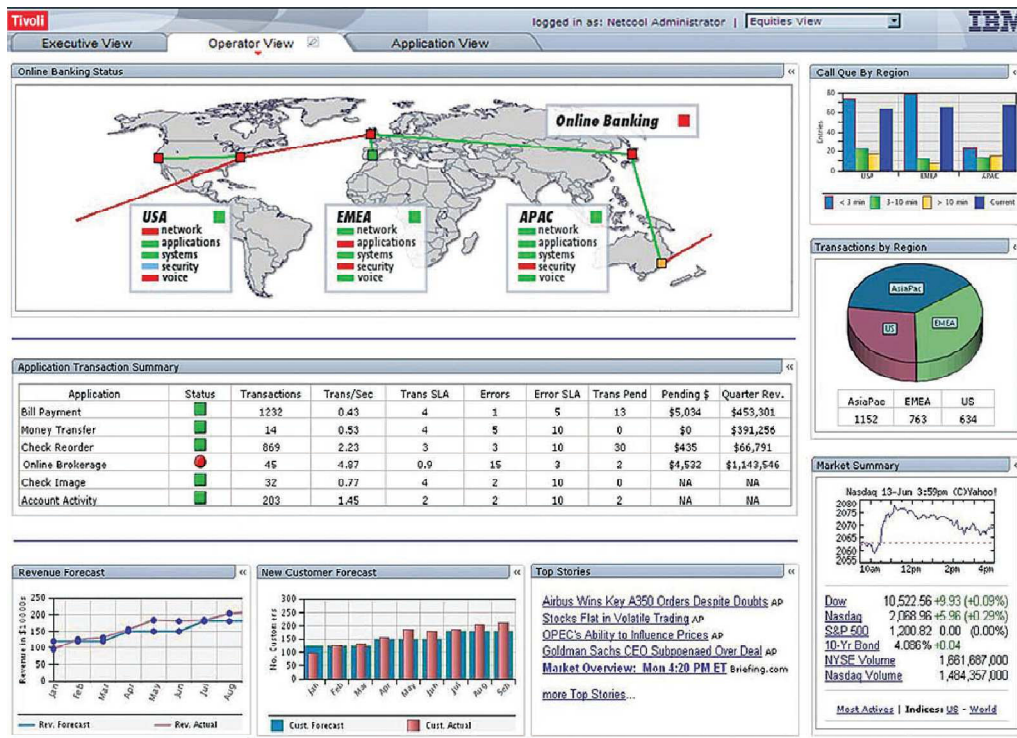 Tivoli
logged in as: Netcool Administrator | Equities View
IBM
Executive View
Operator View
Application View
Online Banking Status
Online Banking
USA
network
applications
systems
security
voice
EMEA
network
applications
systems
security
voice
APAC
network
applications
systems
security
voice
Call Que By Region
Entries
80
60
40
20
0
USA EMEA APAC
< 3 min 3-10 min > 10 min Current
Transactions by Region
AsiaPac
US
EMEA
AsiaPac EMEA US
1152 763 634
Application Transaction Summary
Application Status Transactions Trans/Sec Trans SLA Errors Error SLA Trans Pend Pending $ Quarter Rev.
Bill Payment 1232 0.43 4 1 5 13 $5,034 $453,301
Money Transfer 14 0.53 4 5 10 0 $0 $391,256
Check Reorder 869 2.23 3 3 10 30 $435 $66,791
Online Brokerage 45 4.87 0.9 15 3 2 $4,532 $1,143,546
Check Image 32 0.77 4 2 10 0 NA NA
Account Activity 203 1.45 2 2 10 2 NA NA
Market Summary
Nasdaq 13-Jun 3:59pm (C)Yahoo!
2080
2075
2070
2065
2060
2055
10am 12pm 2pm 4pm
Dow 10,522.56 +9.93 (+0.09%)
Nasdaq 2,068.96 +5.96 (+0.29%)
S&P 500 1,200.82 0.00 (0.00%)
10-Yr Bond 4.086% +0.04
NYSE Volume 1,661,687,000
Nasdaq Volume 1,484,357,000
Most Actives | Indices: US - World
Revenue Forecast
Revenue in $10000s
250
200
150
100
50
0
Jan Feb Mar Apr May Jun Jul Aug
Rev. Forecast Rev. Actual
New Customer Forecast
No. Customers
300
250
200
150
100
50
0
Jan Feb Mar Apr May Jun Jul Aug Sep
Cust. Forecast Cust. Actual
Top Stories
Airbus Wins Key A350 Orders Despite Doubts AP
Stocks Flat in Volatile Trading AP
OPEC's Ability to Influence Prices AP
Goldman Sachs CEO Subpoenaed Over Deal AP
Market Overview: Mon 4:20 PM ET Briefing.com
more Top Stories...